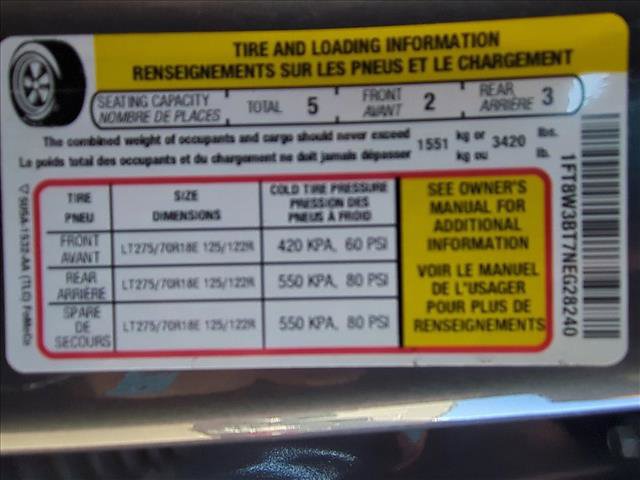 TIRE AND LOADING INFORMATION
RENSEIGNEMENTS SUR LES PNEUS ET LE CHARGEMENT
SEATING CAPACITY
NOMBRE DE PLACES
TOTAL 5
FRONT
AVANT 2
REAR
ARRIÈRE 3
The combined weight of occupants and cargo should never exceed 1551 kg or 3420 lbs.
Le poids total des occupants et du chargement ne doit jamais dépasser kg ou lb.
TIRE
PNEU
SIZE
DIMENSIONS
COLD TIRE PRESSURE
PRESSION DES
PNEUS À FROID
FRONT
AVANT
LT275/70R18E 125/122R
420 KPA, 60 PSI
REAR
ARRIÈRE
LT275/70R18E 125/122R
550 KPA, 80 PSI
SPARE
DE
SECOURS
LT275/70R18E 125/122R
550 KPA, 80 PSI
SEE OWNER'S
MANUAL FOR
ADDITIONAL
INFORMATION
VOIR LE MANUEL
DE L'USAGER
POUR PLUS DE
RENSEIGNEMENTS
1FT8W3BT7NEG28240